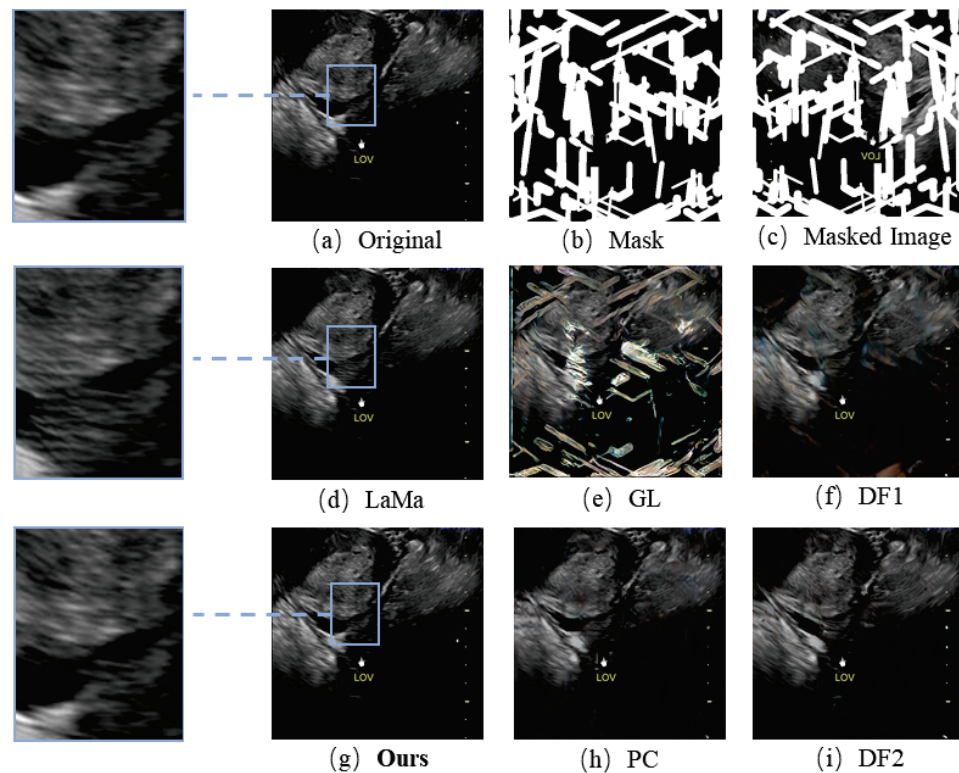 LOV
(a) Original
(b) Mask
VOJ
(c) Masked Image
LOV
(d) LaMa
LOV
(e) GL
LOV
(f) DF1
LOV
(g) Ours
LOV
(h) PC
LOV
(i) DF2